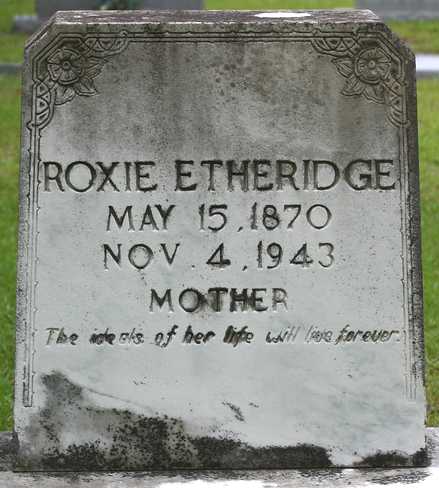 ROXIE ETHERIDGE
MAY 15, 1870
NOV. 4, 1943
MOTHER
The ideals of her life will live forever.